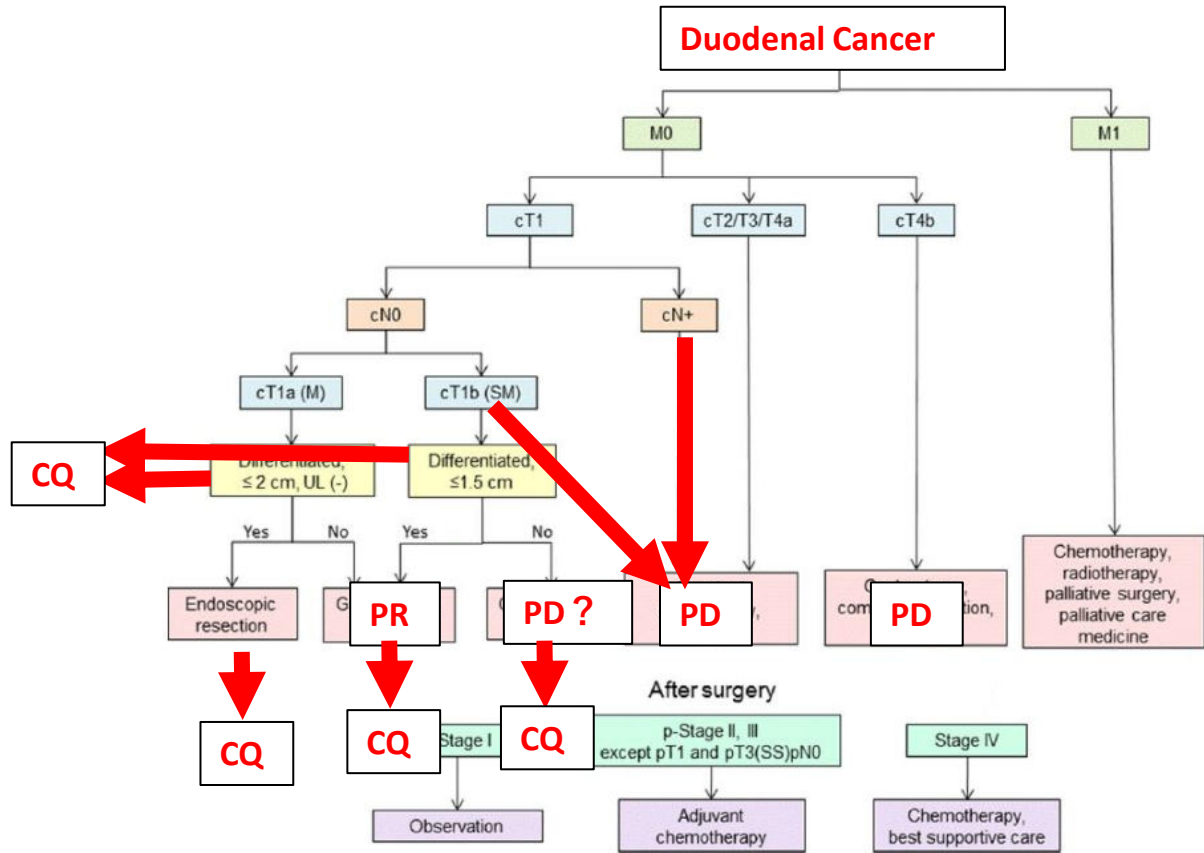 Duodenal Cancer
M0
M1
cT1
cT2/T3/T4a
cT4b
cN0
cN+
cT1a (M)
cT1b (SM)
CQ
Differentiated,
≤ 2 cm, UL (-)
Differentiated,
≤1.5 cm
Yes
No
Yes
No
Endoscopic
resection
PR
PD？
PD
PD
Chemotherapy,
radiotherapy,
palliative surgery,
palliative care
medicine
After surgery
CQ
CQ
Stage I
CQ
p-Stage Ⅱ, Ⅲ
except pT1 and pT3(SS)pN0
Stage IV
Observation
Adjuvant
chemotherapy
Chemotherapy,
best supportive care